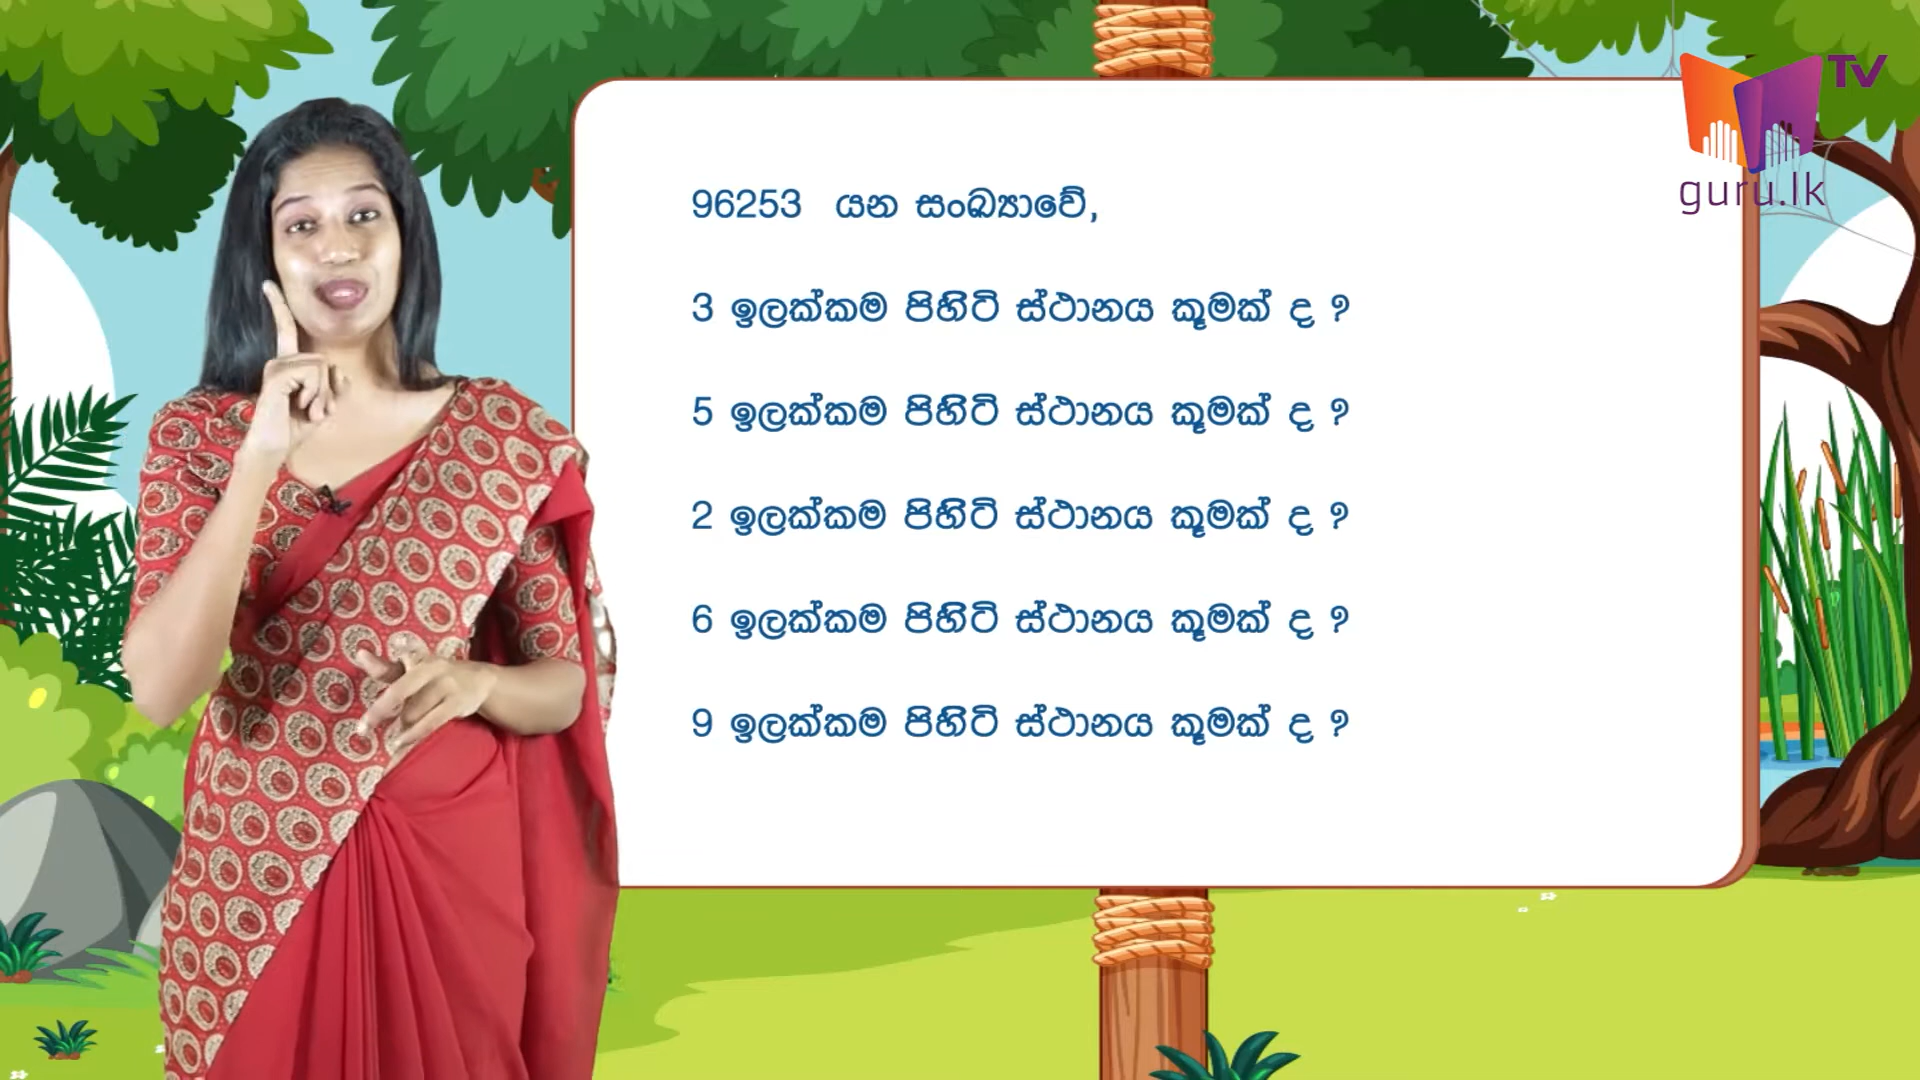 TV
guru.lk
96253 යන සංඛ්‍යාවේ,
3 ඉලක්කම පිහිටි ස්ථානය කුමක් ද ?
5 ඉලක්කම පිහිටි ස්ථානය කුමක් ද ?
2 ඉලක්කම පිහිටි ස්ථානය කුමක් ද ?
6 ඉලක්කම පිහිටි ස්ථානය කුමක් ද ?
9 ඉලක්කම පිහිටි ස්ථානය කුමක් ද ?